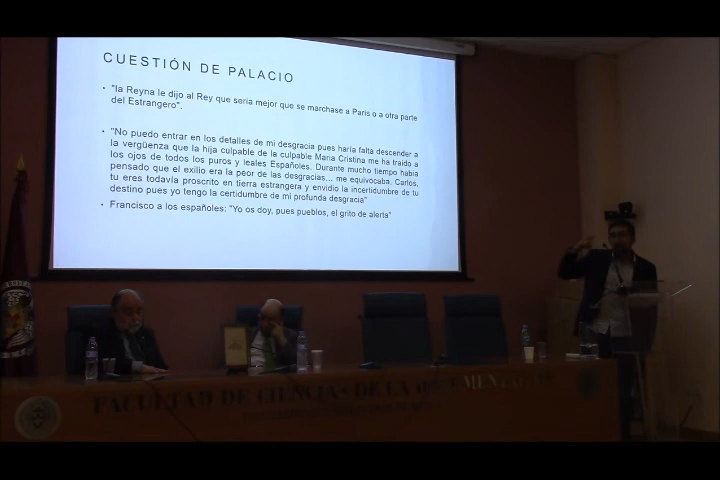 CUESTIÓN DE PALACIO
• "la Reyna le dijo al Rey que seria mejor que se marchase a Paris o a otra parte
del Estrangero".
• "No puedo entrar en los detalles de mi desgracia pues haría falta descender a
la vergüenza que la hija culpable de la culpable Maria Cristina me ha traído a
los ojos de todos los puros y leales Españoles. Durante mucho tiempo había
pensado que el exilio era la peor de las desgracias... me equivocaba. Carlos,
tu eres todavía proscrito en tierra estrangera y envidio la incertidumbre de tu
destino pues yo tengo la certidumbre de mi profunda desgracia"
• Francisco a los españoles: "Yo os doy, pues pueblos, el grito de alerta"
FACULTAD DE CIENCIAS DE LA DOCUMENTACIÓN